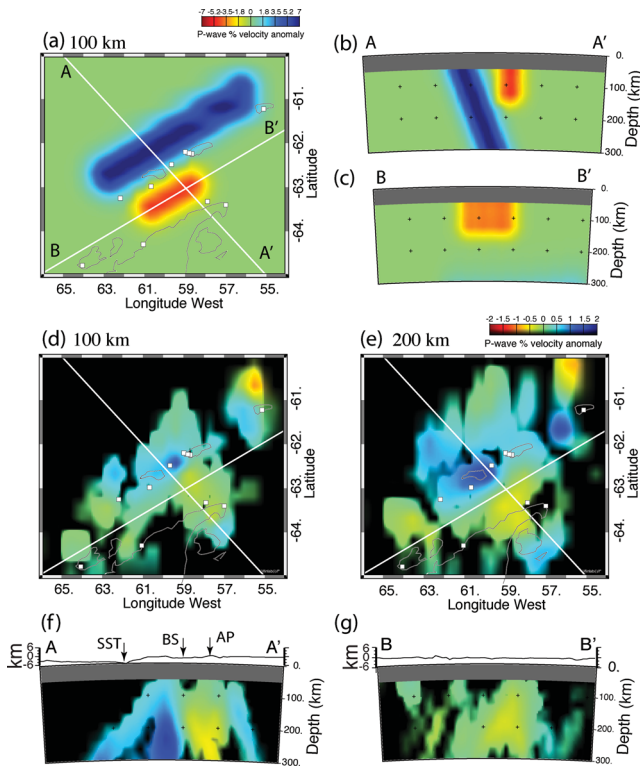 -7 -5.2-3.5-1.8 0 1.8 3.5 5.2 7
P-wave % velocity anomaly
(a) 100 km
A
B'
B
A'
-61.
-62.
-63.
-64.
Latitude
65. 63. 61. 59. 57. 55.
Longitude West
(b) A A'
0.
-100.
-200.
300.
Depth (km)
(c) B B'
0.
-100.
-200.
300.
Depth (km)
-2 -1.5 -1 -0.5 0 0.5 1 1.5 2
P-wave % velocity anomaly
(d) 100 km
-61.
-62.
-63.
-64.
Latitude
65. 63. 61. 59. 57. 55.
Longitude West
(e) 200 km
-61.
-62.
-63.
-64.
Latitude
65. 63. 61. 59. 57. 55.
Longitude West
(f)
A SST BS AP A'
km
6
0
-6
6
0
-6
0.
-100.
-200.
300.
Depth (km)
(g)
B B'
km
6
0
-6
6
0
-6
0.
-100.
-200.
300.
Depth (km)